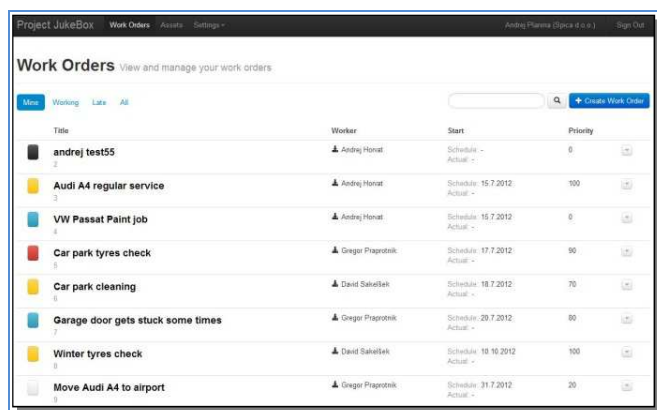 Project JukeBox Work Orders Assets Settings Andrej Planina (Spica d.o.o.) Sign Out
Work Orders View and manage your work orders
Mine Working Late All + Create Work Order
Title Worker Start Priority
andrej test55 Andrej Horvat Schedule: - 0
2 Actual: -
Audi A4 regular service Andrej Horvat Schedule: 15.7.2012 100
3 Actual: -
VW Passat Paint job Andrej Horvat Schedule: 15.7.2012 0
4 Actual: -
Car park tyres check Gregor Praprotnik Schedule: 17.7.2012 90
5 Actual: -
Car park cleaning David Sakelšek Schedule: 18.7.2012 70
6 Actual: -
Garage door gets stuck some times Gregor Praprotnik Schedule: 20.7.2012 80
7 Actual: -
Winter tyres check David Sakelšek Schedule: 10.10.2012 100
8 Actual: -
Move Audi A4 to airport Gregor Praprotnik Schedule: 31.7.2012 20
9 Actual: -